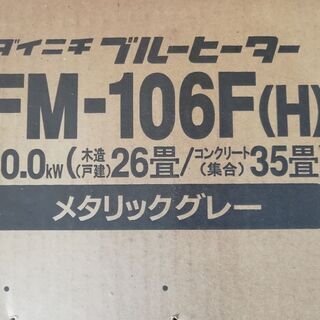 ダイニチ ブルーヒーター
FM-106F(H)
0.0kW(木造(戸建)26畳/コンクリート(集合)35畳)
メタリックグレー